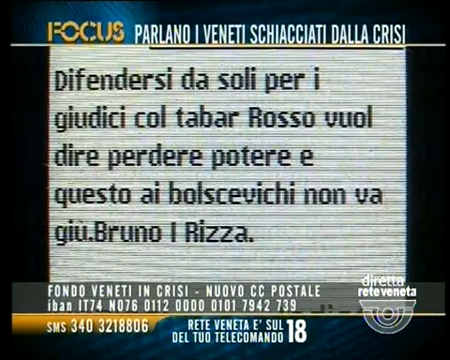 FOCUS PARLANO I VENETI SCHIACCIATI DALLA CRISI
Difendersi da soli per i
giudici col tabar Rosso vuol
dire perdere potere e
questo ai bolscevichi non va
giù.Bruno I Rizza.
FONDO VENETI IN CRISI - NUOVO CC POSTALE
iban IT74 N076 0112 0000 0101 7942 739
diretta
reteveneta
SMS 340 3218806
RETE VENETA E' SUL
DEL TUO TELECOMANDO 18